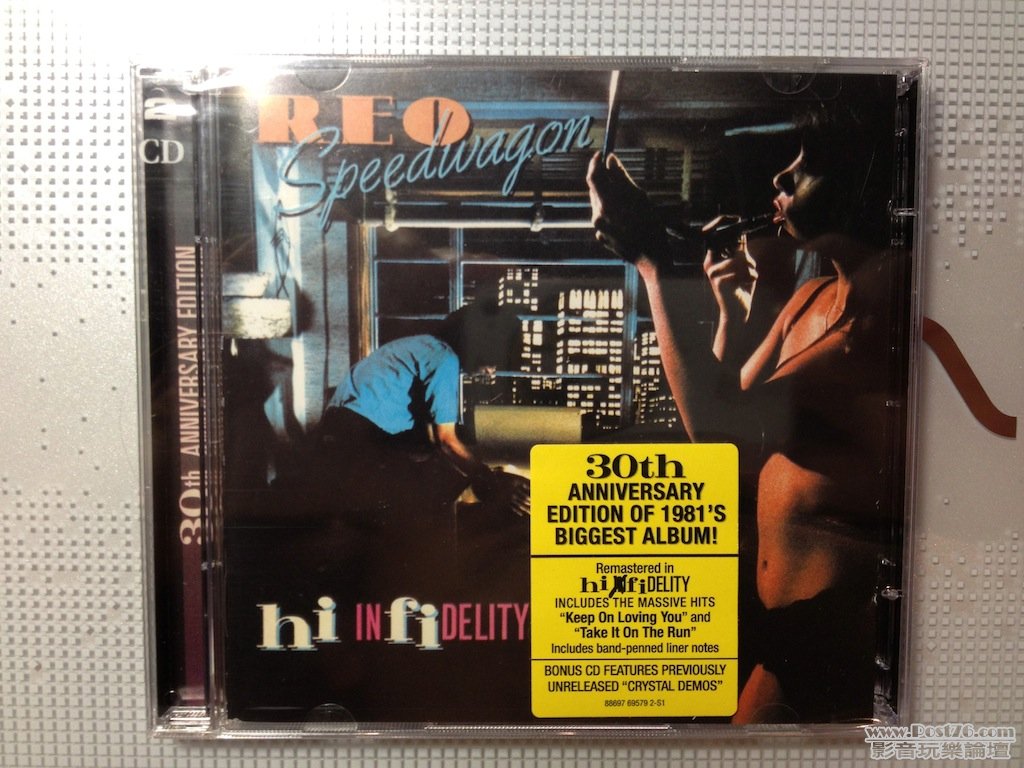 2
CD
30th ANNIVERSARY EDITION
REO
Speedwagon
hi INfiDELITY
30th
ANNIVERSARY
EDITION OF 1981'S
BIGGEST ALBUM!
Remastered in
hi fiDELITY
INCLUDES THE MASSIVE HITS
"Keep On Loving You" and
"Take It On The Run"
Includes band-penned liner notes
BONUS CD FEATURES PREVIOUSLY
UNRELEASED "CRYSTAL DEMOS"
88697 69579 2-S1
www.Post76.com
影音玩樂論壇